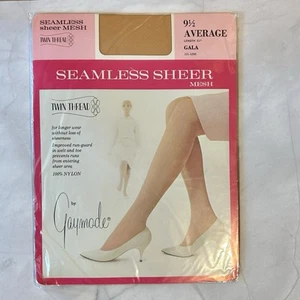 SEAMLESS
sheer MESH
TWIN THREAD
9½
AVERAGE
GALA
SEAMLESS SHEER
MESH
TWIN THREAD
for longer wear
without loss of
sheerness
Improved run-guard
in welt and toe
prevents runs
from entering
sheer area
100% NYLON
by
Gaymode